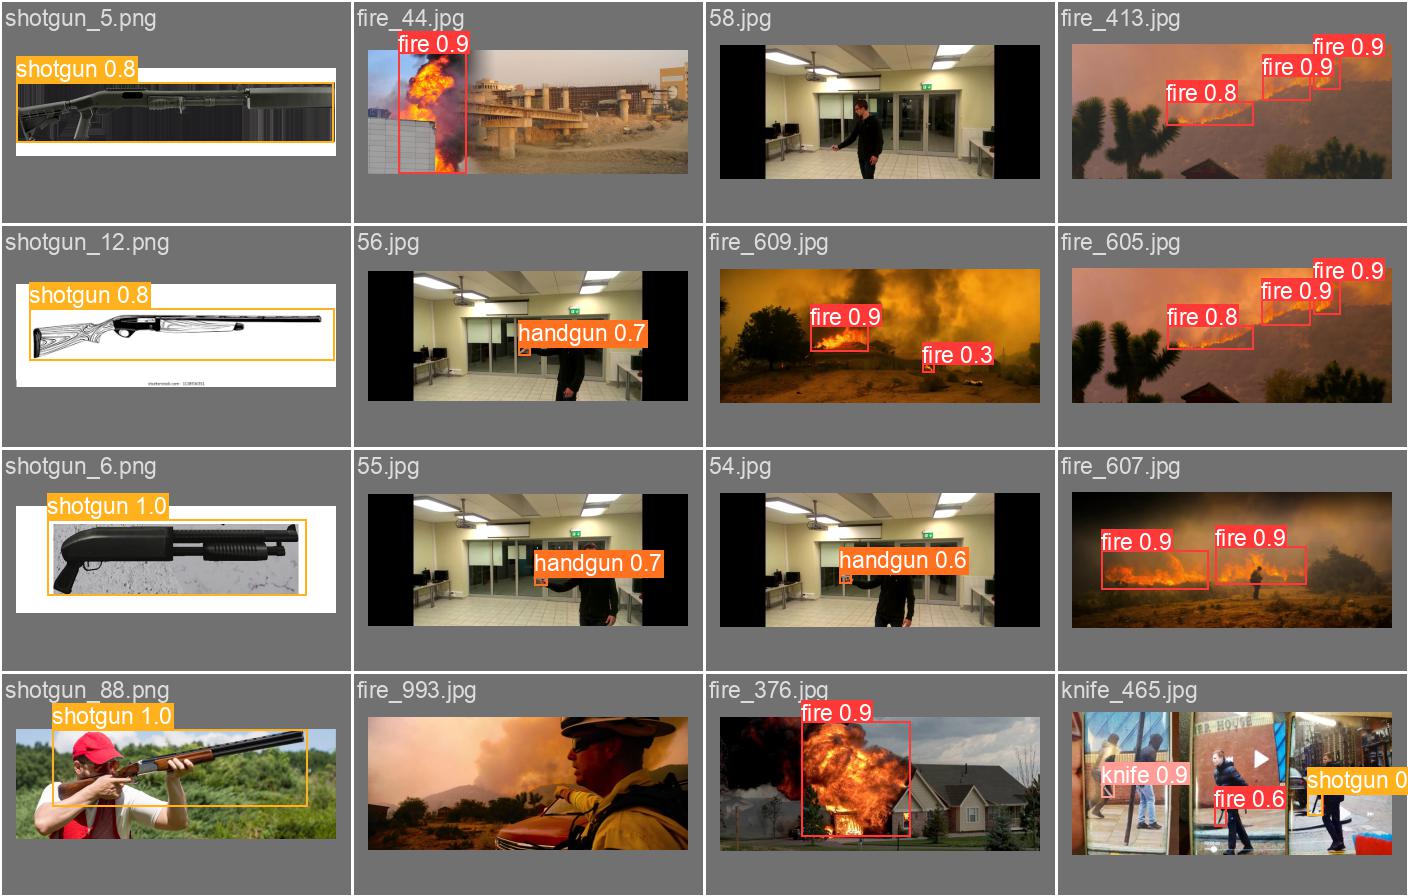 shotgun_5.png
shotgun 0.8
fire_44.jpg
fire 0.9
58.jpg
fire_413.jpg
fire 0.9
fire 0.9
fire 0.8
shotgun_12.png
shotgun 0.8
56.jpg
handgun 0.7
fire_609.jpg
fire 0.9
fire 0.3
fire_605.jpg
fire 0.9
fire 0.9
fire 0.8
shotgun_6.png
shotgun 1.0
55.jpg
handgun 0.7
54.jpg
handgun 0.6
fire_607.jpg
fire 0.9
fire 0.9
shotgun_88.png
shotgun 1.0
fire_993.jpg
fire_376.jpg
fire 0.9
knife_465.jpg
HOUSE
knife 0.9
fire 0.6
shotgun 0